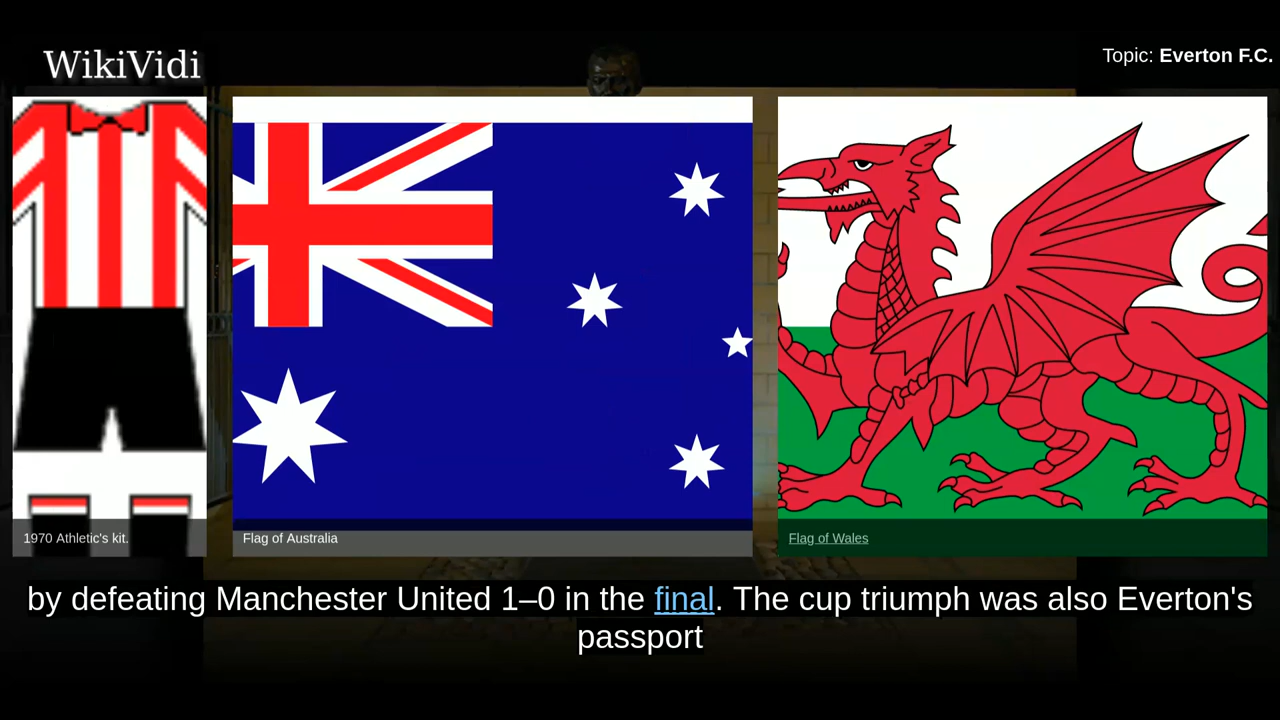 WikiVidi
Topic: Everton F.C.
1970 Athletic's kit.
Flag of Australia
Flag of Wales
by defeating Manchester United 1–0 in the final. The cup triumph was also Everton's
passport